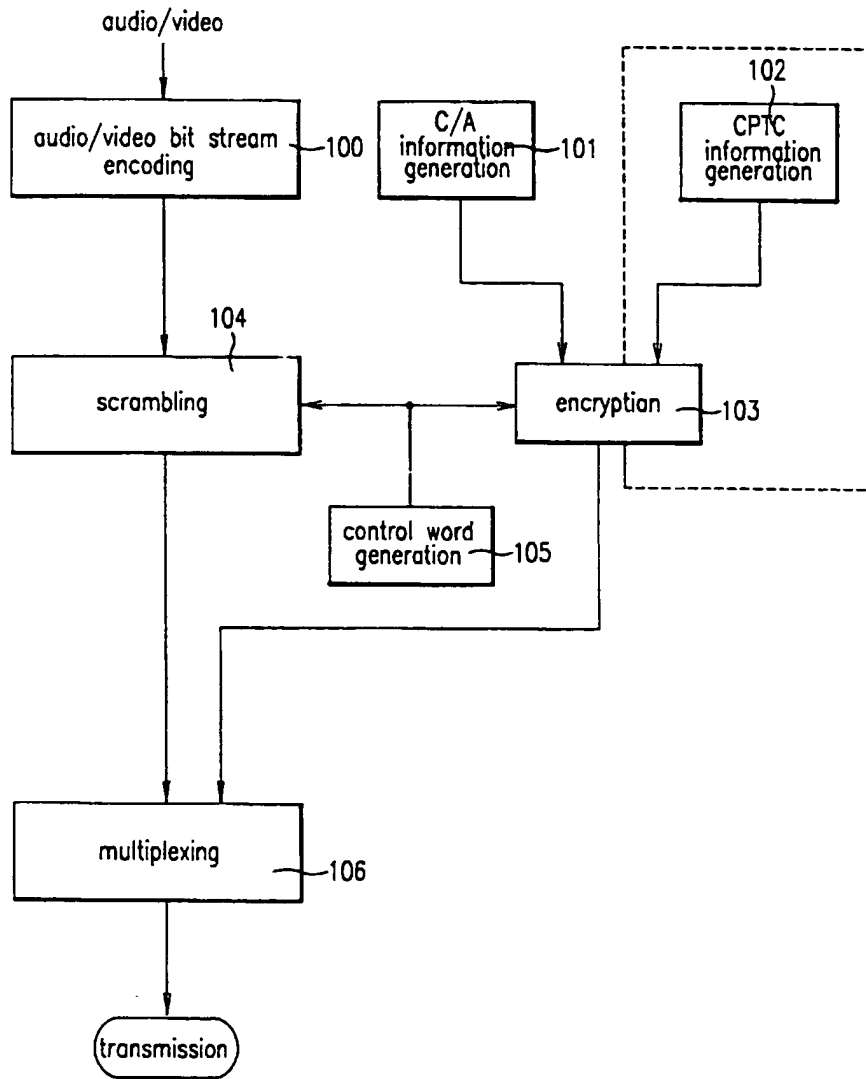 audio/video
audio/video bit stream
encoding
100
C/A
information
generation
101
102
CPTC
information
generation
104
scrambling
encryption
103
control word
generation
105
multiplexing
106
transmission